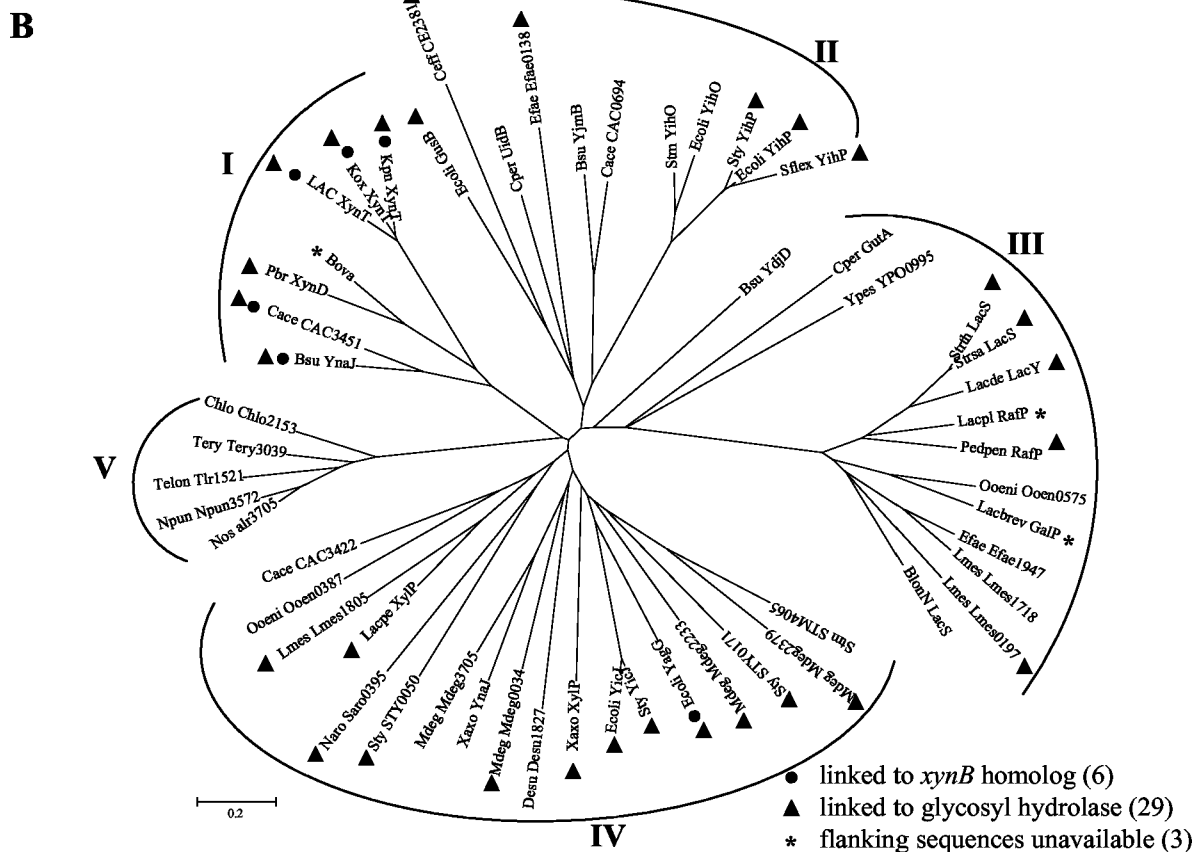 B
I
II
III
IV
V
Ceff CE2381
Efae Efae0138
Ecoli GusB
Cper UidB
Bsu YjmB
Cace CAC0694
Stm YihO
Ecoli YihO
Sty YihP
Ecoli YihP
Sflex YihP
Kpn XynT
Kox XynT
LAC XynT
* Bova
Pbr XynD
Cace CAC3451
Bsu YnaJ
Bsu YdjD
Cper GutA
Ypes YPO0995
Strth LacS
Strsa LacS
Lacde LacY
Lacpl RafP *
Pedpen RafP
Ooeni Ooen0575
Lacbrev GalP *
Efae Efae1947
Lmes Lmes1718
Lmes Lmes0197
BlonN LacS
Chlo Chlo2153
Tery Tery3039
Telon Tlr1521
Npun Npun3572
Nos alr3705
Cace CAC3422
Ooeni Ooen0387
Lmes Lmes1805
Lacpe XylP
Naro Saro0395
Sty STY0050
Mdeg Mdeg3705
Xaxo YnaJ
Mdeg Mdeg0034
Desu Desu1827
Xaxo XylP
Ecoli YicJ
Sty YicJ
Ecoli YagG
Mdeg Mdeg2233
Sty STY0171
Mdeg Mdeg2379
Stm STM4065
0.2
● linked to xynB homolog (6)
▲ linked to glycosyl hydrolase (29)
* flanking sequences unavailable (3)